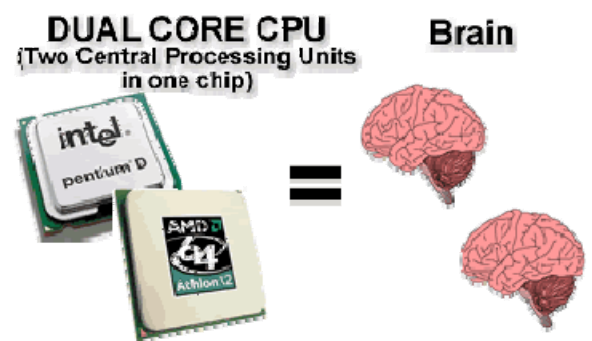 DUAL CORE CPU
(Two Central Processing Units
in one chip)
Brain
intel.
pentium D
AMD
64
Athlon X2